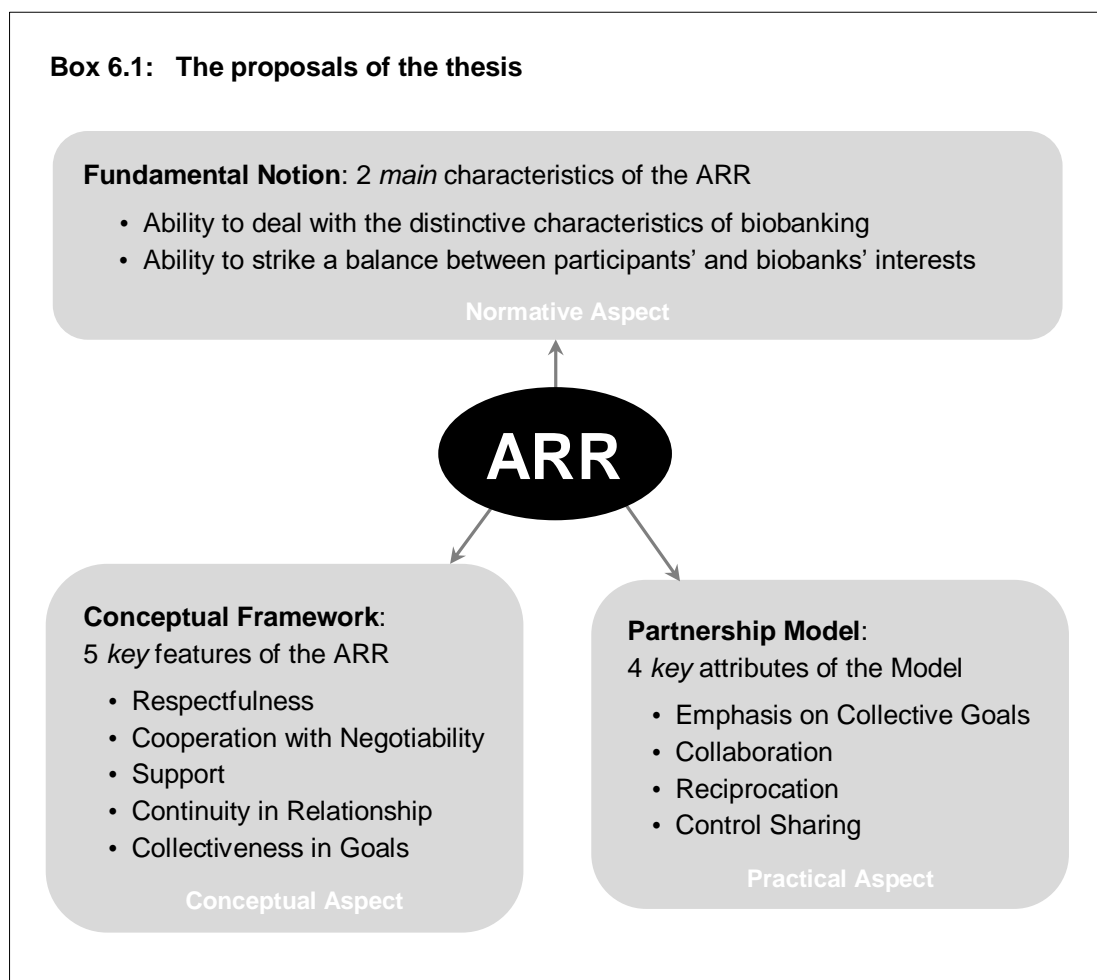 Box 6.1: The proposals of the thesis
Fundamental Notion: 2 main characteristics of the ARR
• Ability to deal with the distinctive characteristics of biobanking
• Ability to strike a balance between participants’ and biobanks’ interests
Normative Aspect
ARR
Conceptual Framework:
5 key features of the ARR
• Respectfulness
• Cooperation with Negotiability
• Support
• Continuity in Relationship
• Collectiveness in Goals
Conceptual Aspect
Partnership Model:
4 key attributes of the Model
• Emphasis on Collective Goals
• Collaboration
• Reciprocation
• Control Sharing
Practical Aspect